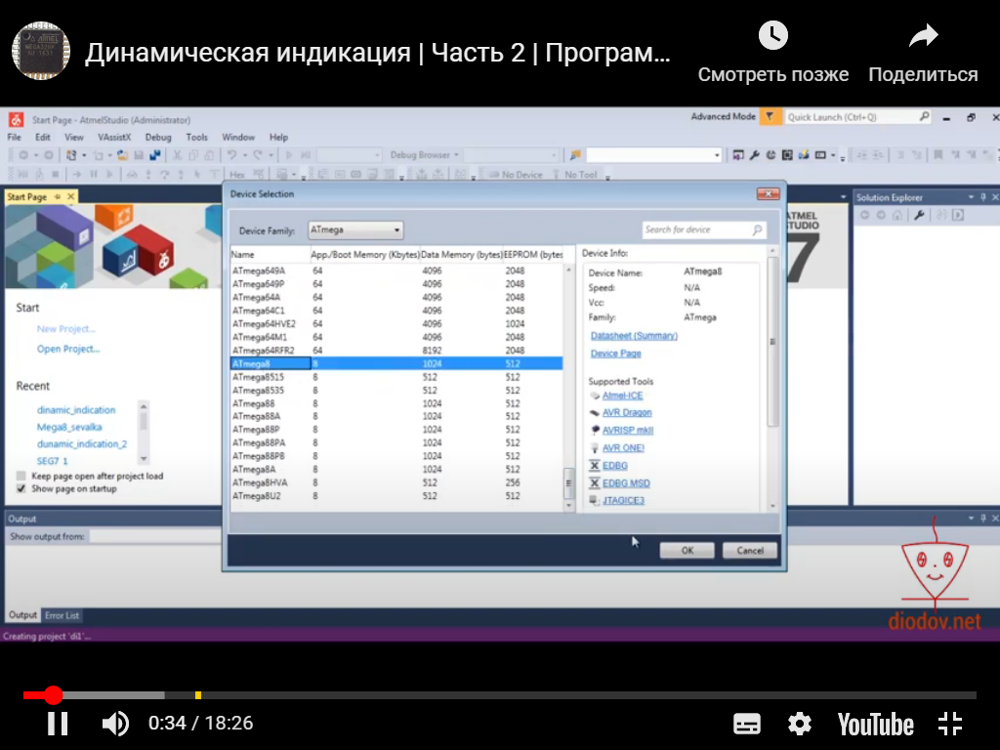 Динамическая индикация | Часть 2 | Програм...
Смотреть позже
Поделиться
Start Page - AtmelStudio (Administrator)
Advanced Mode
Quick Launch (Ctrl+Q)
File Edit View VAssistX Debug Tools Window Help
Debug Browser
Hex
No Device
No Tool
Start Page
Device Selection
Solution Explorer
Device Family: ATmega
Search for device
ATMEL
STUDIO
7
Name App./Boot Memory (Kbytes) Data Memory (bytes) EEPROM (bytes
ATmega649A 64 4096 2048
ATmega649P 64 4096 2048
ATmega64A 64 4096 2048
ATmega64C1 64 4096 2048
ATmega64HVE2 64 4096 1024
ATmega64M1 64 4096 2048
ATmega64RFR2 64 8192 2048
ATmega8 8 1024 512
ATmega8515 8 512 512
ATmega8535 8 512 512
ATmega88 8 1024 512
ATmega88A 8 1024 512
ATmega88P 8 1024 512
ATmega88PA 8 1024 512
ATmega88PB 8 1024 512
ATmega8A 8 1024 512
ATmega8HVA 8 512 256
ATmega8U2 8 512 512
Device Info:
Device Name: ATmega8
Speed: N/A
Vcc: N/A
Family: ATmega
Datasheet (Summary)
Device Page
Supported Tools
Atmel-ICE
AVR Dragon
AVRISP mkII
AVR ONE!
EDBG
EDBG MSD
JTAGICE3
OK
Cancel
Start
New Project...
Open Project...
Recent
dinamic_indication
Mega8_sevalka
dunamic_indication_2
SEG7 1
Keep page open after project load
Show page on startup
Output
Show output from:
Output Error List
Creating project 'di1'...
diodov.net
0:34 / 18:26
YouTube